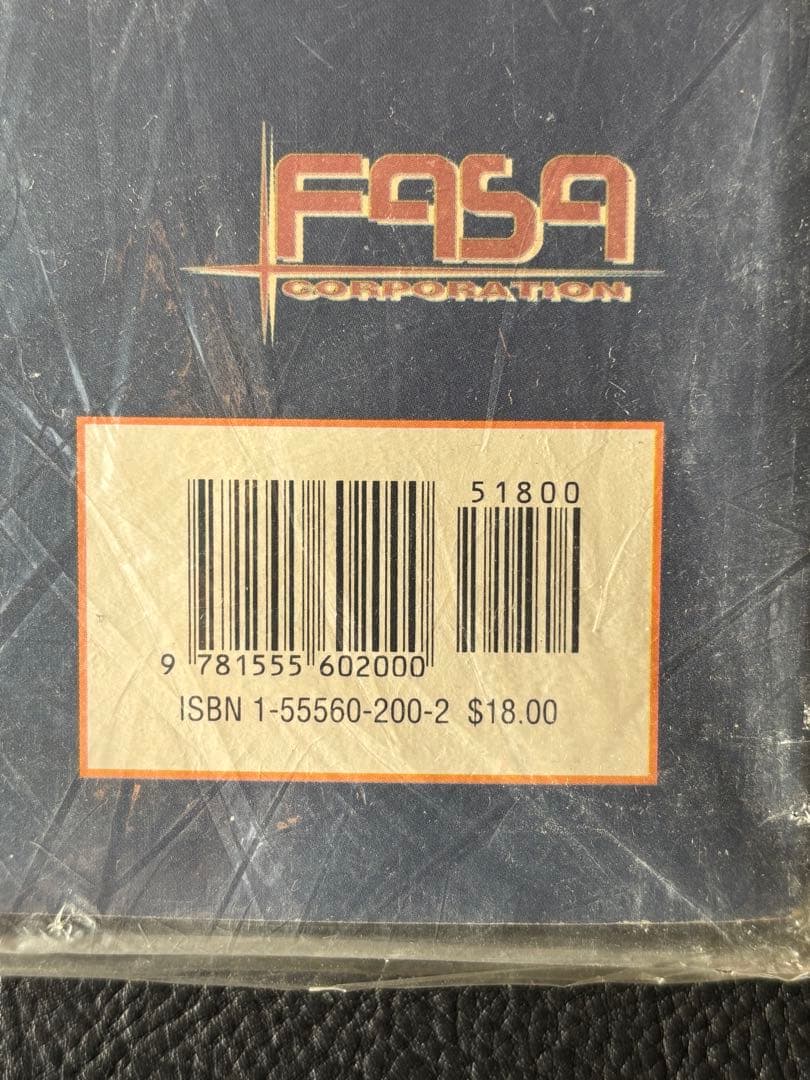 FASA
CORPORATION
51800
9 781555 602000
ISBN 1-55560-200-2 $18.00